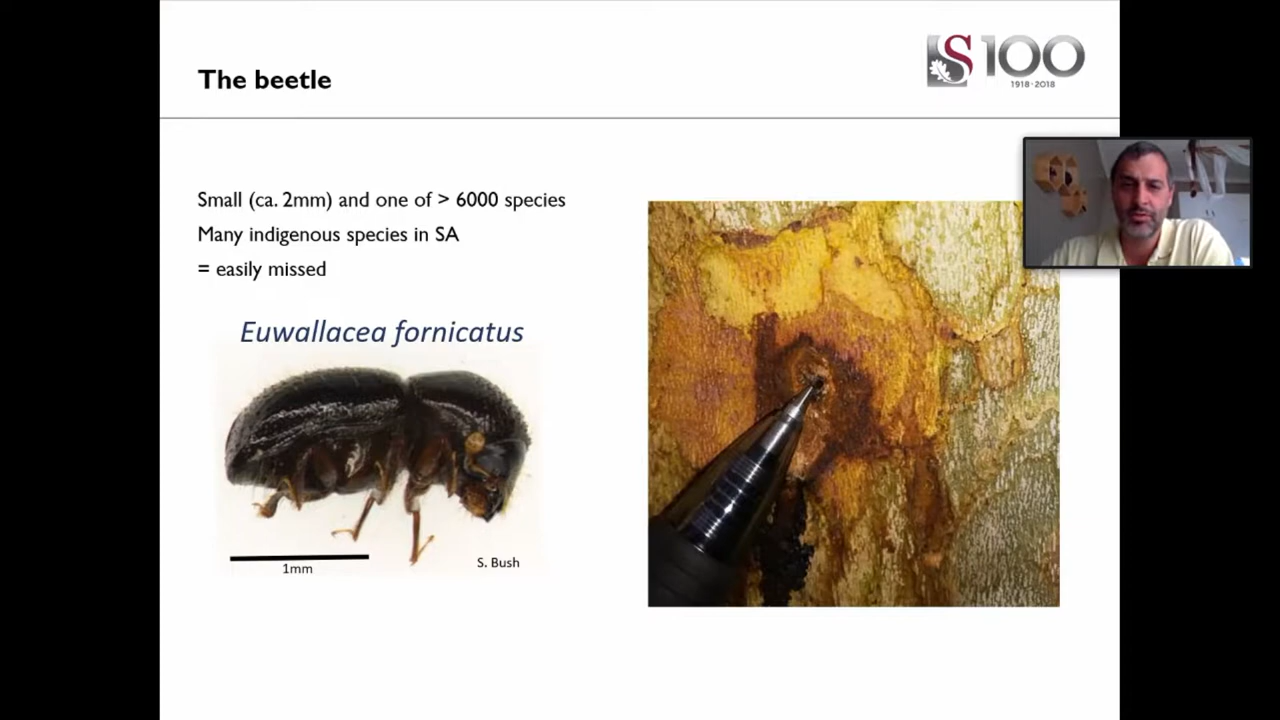 The beetle
S100
1918·2018
Small (ca. 2mm) and one of > 6000 species
Many indigenous species in SA
= easily missed
Euwallacea fornicatus
1mm
S. Bush